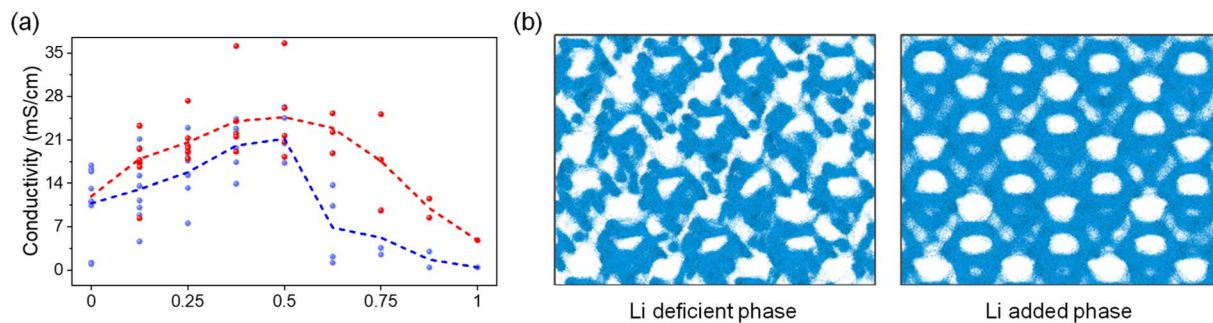 (a)
Conductivity (mS/cm)
35
28
21
14
7
0
0
0.25
0.5
0.75
1
(b)
Li deficient phase
Li added phase